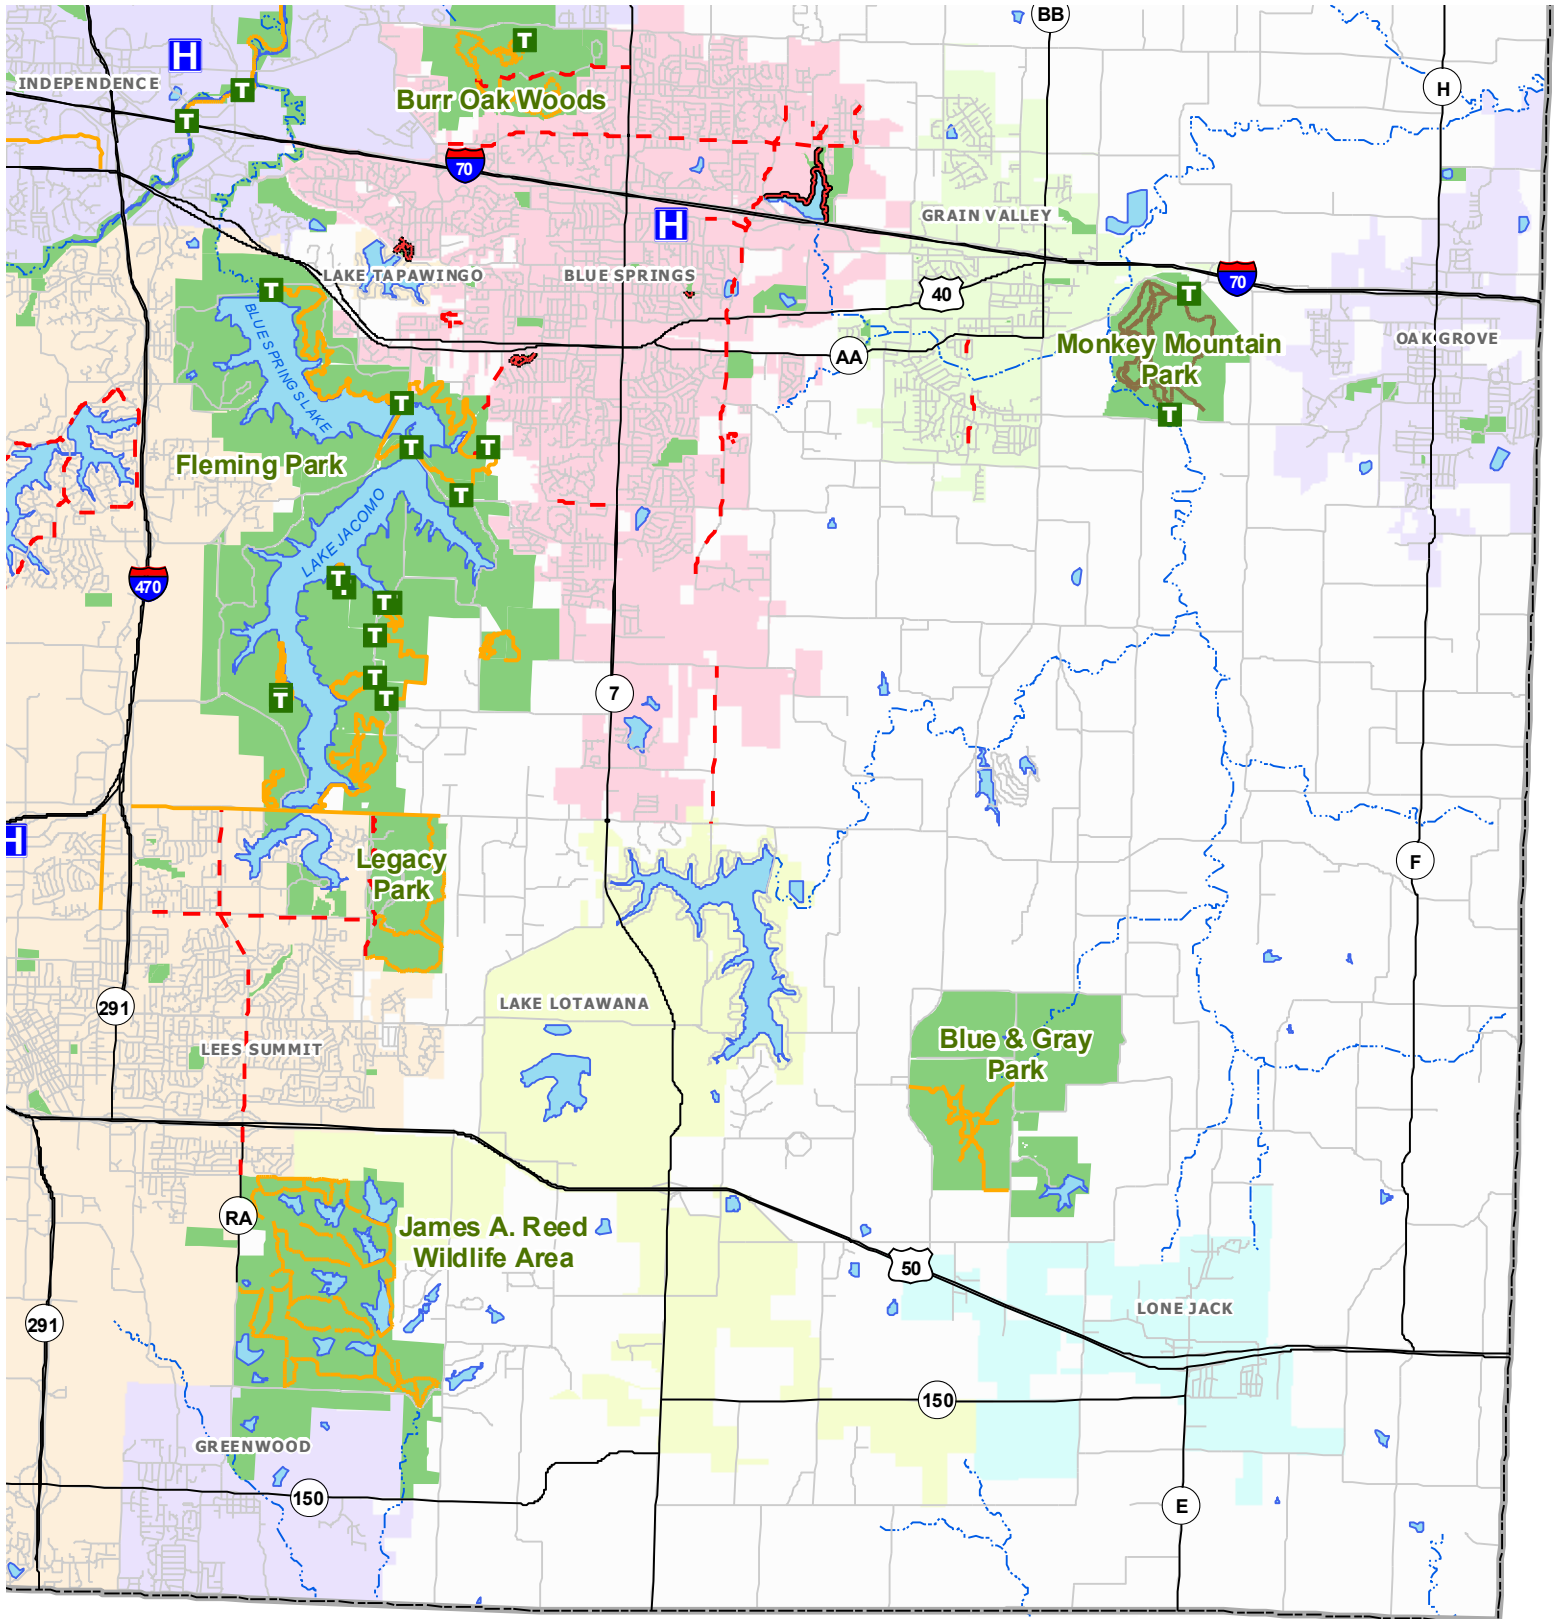 BB
H
INDEPENDENCE
T
T
T
H
Burr Oak Woods
70
H
GRAIN VALLEY
LAKE TAPAWINGO
BLUE SPRINGS
70
T
T
40
BLUE SPRINGS LAKE
OAK GROVE
Monkey Mountain
Park
AA
T
T
T
T
Fleming Park
T
LAKE JACOMO
470
T
T
T
T
T
T
7
H
Legacy
Park
F
291
LAKE LOTAWANA
LEES SUMMIT
Blue & Gray
Park
RA
James A. Reed
Wildlife Area
50
LONE JACK
291
150
GREENWOOD
150
E